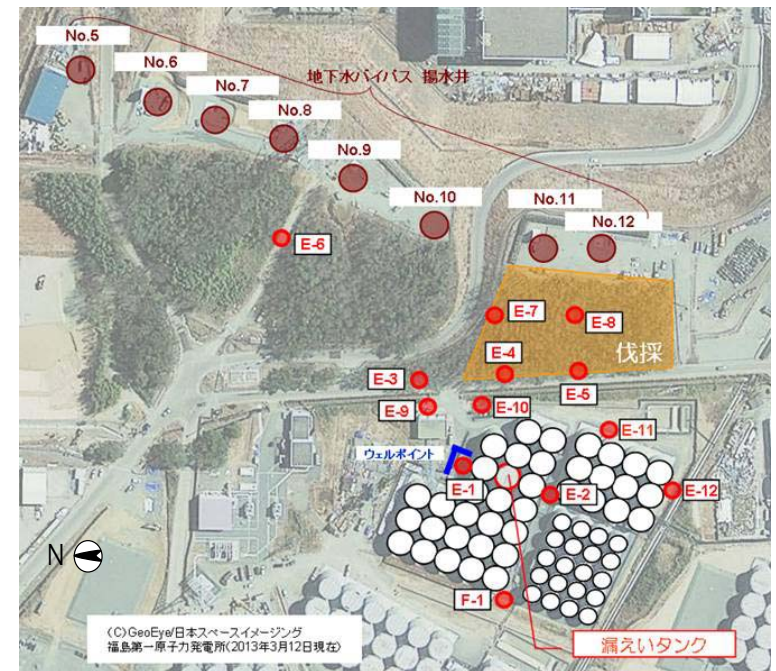 No.5
No.6
No.7
地下水バイパス 揚水井
No.8
No.9
No.10
No.11
No.12
E-6
E-7
E-8
伐採
E-4
E-3
E-5
E-9
E-10
E-11
ウェルポイント
E-1
E-2
E-12
N
F-1
(C)GeoEye/日本スペースイメージング
福島第一原子力発電所(2013年3月12日現在)
漏えいタンク